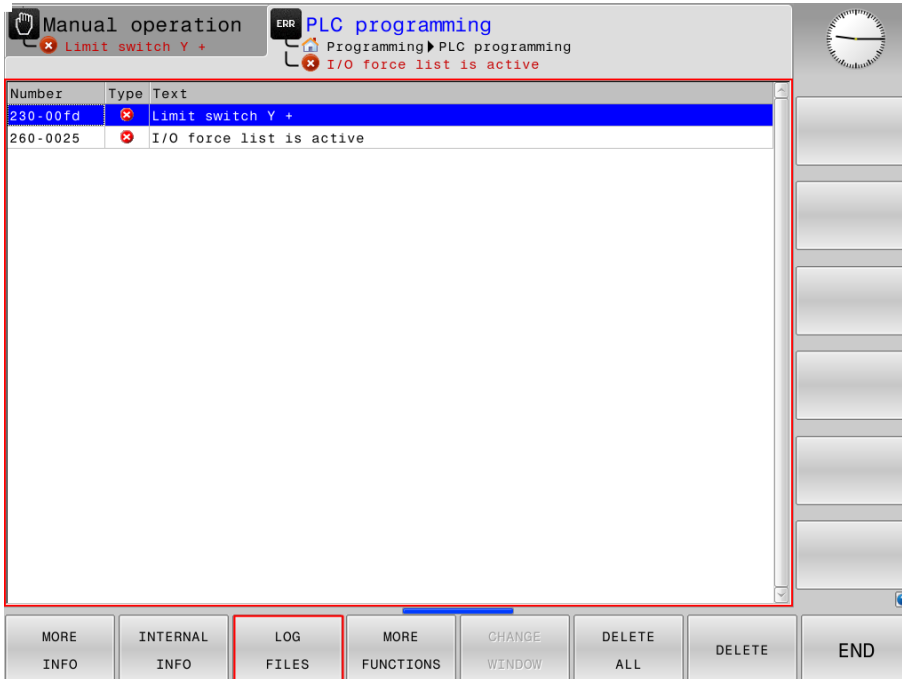 Manual operation
Limit switch Y +
ERR PLC programming
Programming PLC programming
I/O force list is active
Number Type Text
230-00fd Limit switch Y +
260-0025 I/O force list is active
MORE INFO
INTERNAL INFO
LOG FILES
MORE FUNCTIONS
CHANGE WINDOW
DELETE ALL
DELETE
END